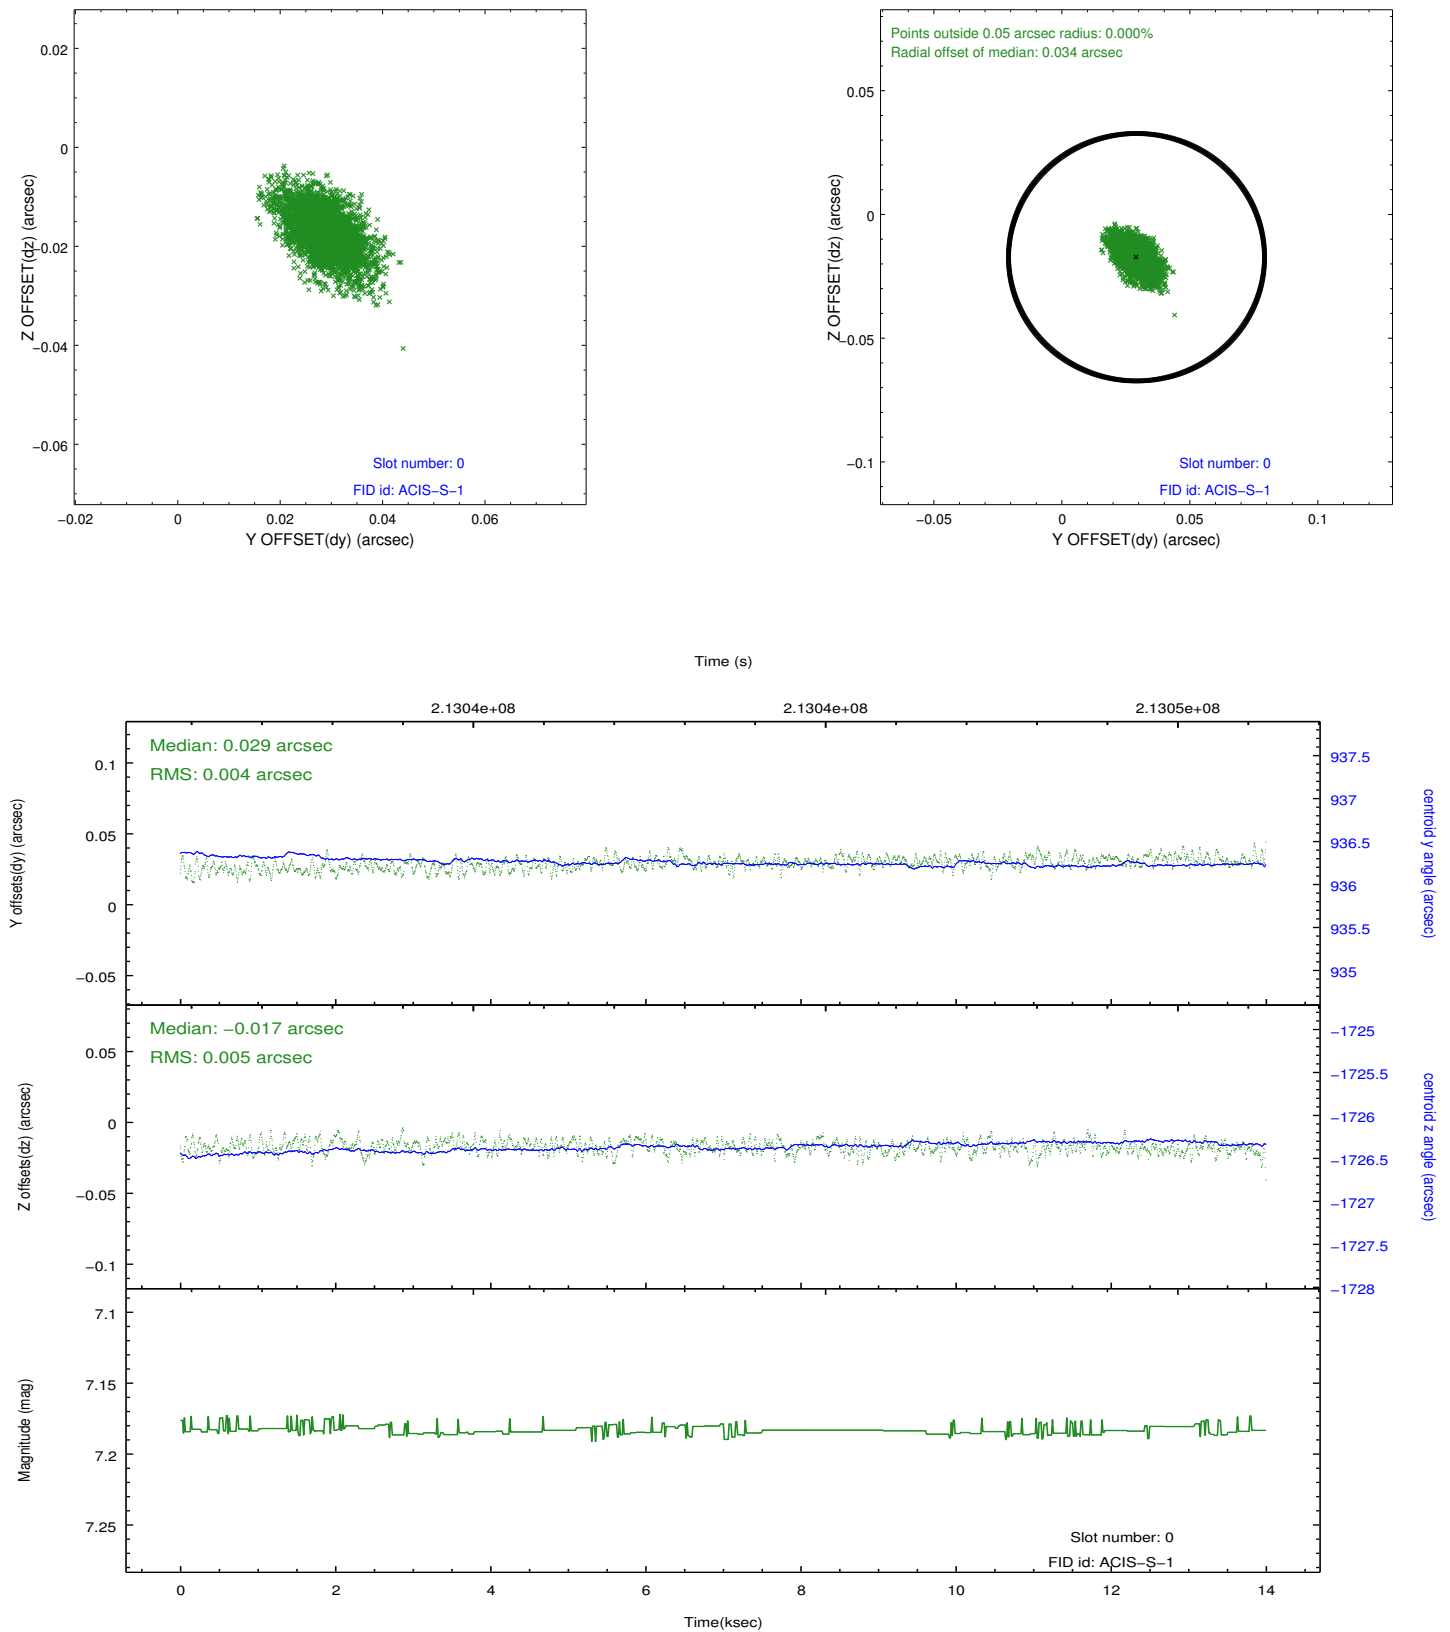 0.02
0
−0.02
−0.04
−0.06
Z OFFSET(dz) (arcsec)
Slot number: 0
FID id: ACIS−S−1
−0.02 0 0.02 0.04 0.06
Y OFFSET(dy) (arcsec)
Points outside 0.05 arcsec radius: 0.000%
Radial offset of median: 0.034 arcsec
0.05
0
−0.05
−0.1
Z OFFSET(dz) (arcsec)
Slot number: 0
FID id: ACIS−S−1
−0.05 0 0.05 0.1
Y OFFSET(dy) (arcsec)
Time (s)
2.1304e+08 2.1304e+08 2.1305e+08
Median: 0.029 arcsec
RMS: 0.004 arcsec
0.1
0.05
0
−0.05
Y offsets(dy) (arcsec)
937.5
937
936.5
936
935.5
935
centroid y angle (arcsec)
Median: −0.017 arcsec
RMS: 0.005 arcsec
0.05
0
−0.05
−0.1
Z offsets(dz) (arcsec)
−1725
−1725.5
−1726
−1726.5
−1727
−1727.5
−1728
centroid z angle (arcsec)
7.1
7.15
7.2
7.25
Magnitude (mag)
Slot number: 0
FID id: ACIS−S−1
0 2 4 6 8 10 12 14
Time(ksec)